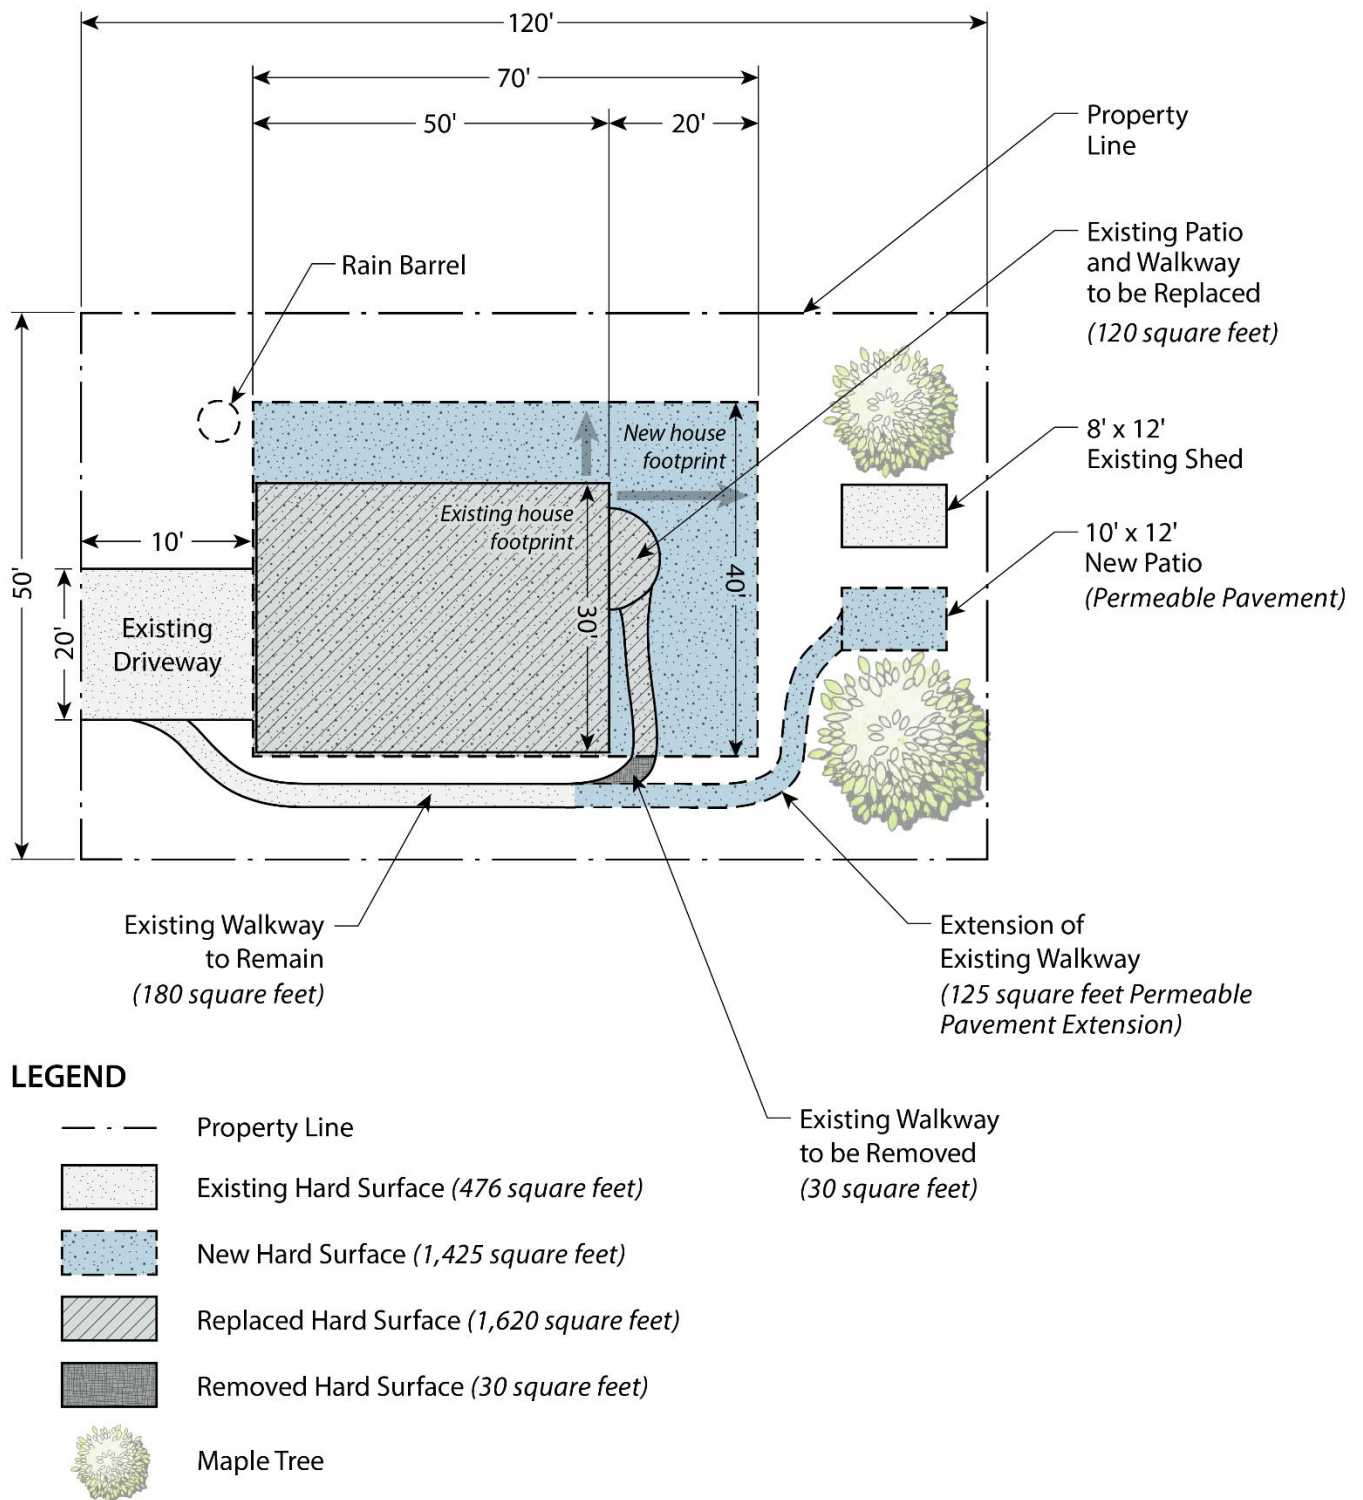 120'
70'
50'
20'
Property
Line
Existing Patio
and Walkway
to be Replaced
(120 square feet)
Rain Barrel
New house
footprint
8' x 12'
Existing Shed
Existing house
footprint
10'
10' x 12'
New Patio
(Permeable Pavement)
50'
20'
40'
30'
Existing
Driveway
Existing Walkway
to Remain
(180 square feet)
Extension of
Existing Walkway
(125 square feet Permeable
Pavement Extension)
Existing Walkway
to be Removed
(30 square feet)
LEGEND
Property Line
Existing Hard Surface (476 square feet)
New Hard Surface (1,425 square feet)
Replaced Hard Surface (1,620 square feet)
Removed Hard Surface (30 square feet)
Maple Tree